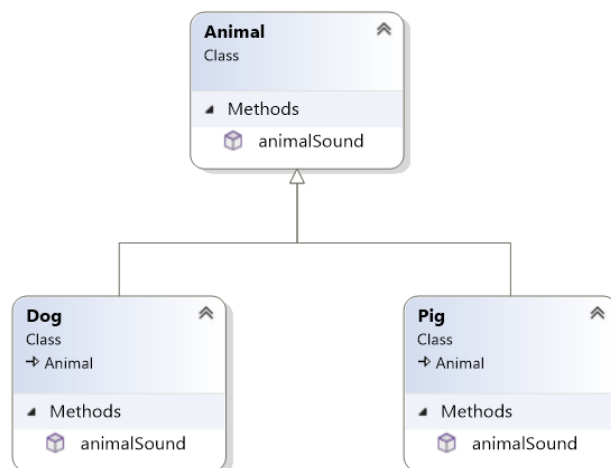 Animal
Class
Methods
animalSound
Dog
Class
Animal
Methods
animalSound
Pig
Class
Animal
Methods
animalSound